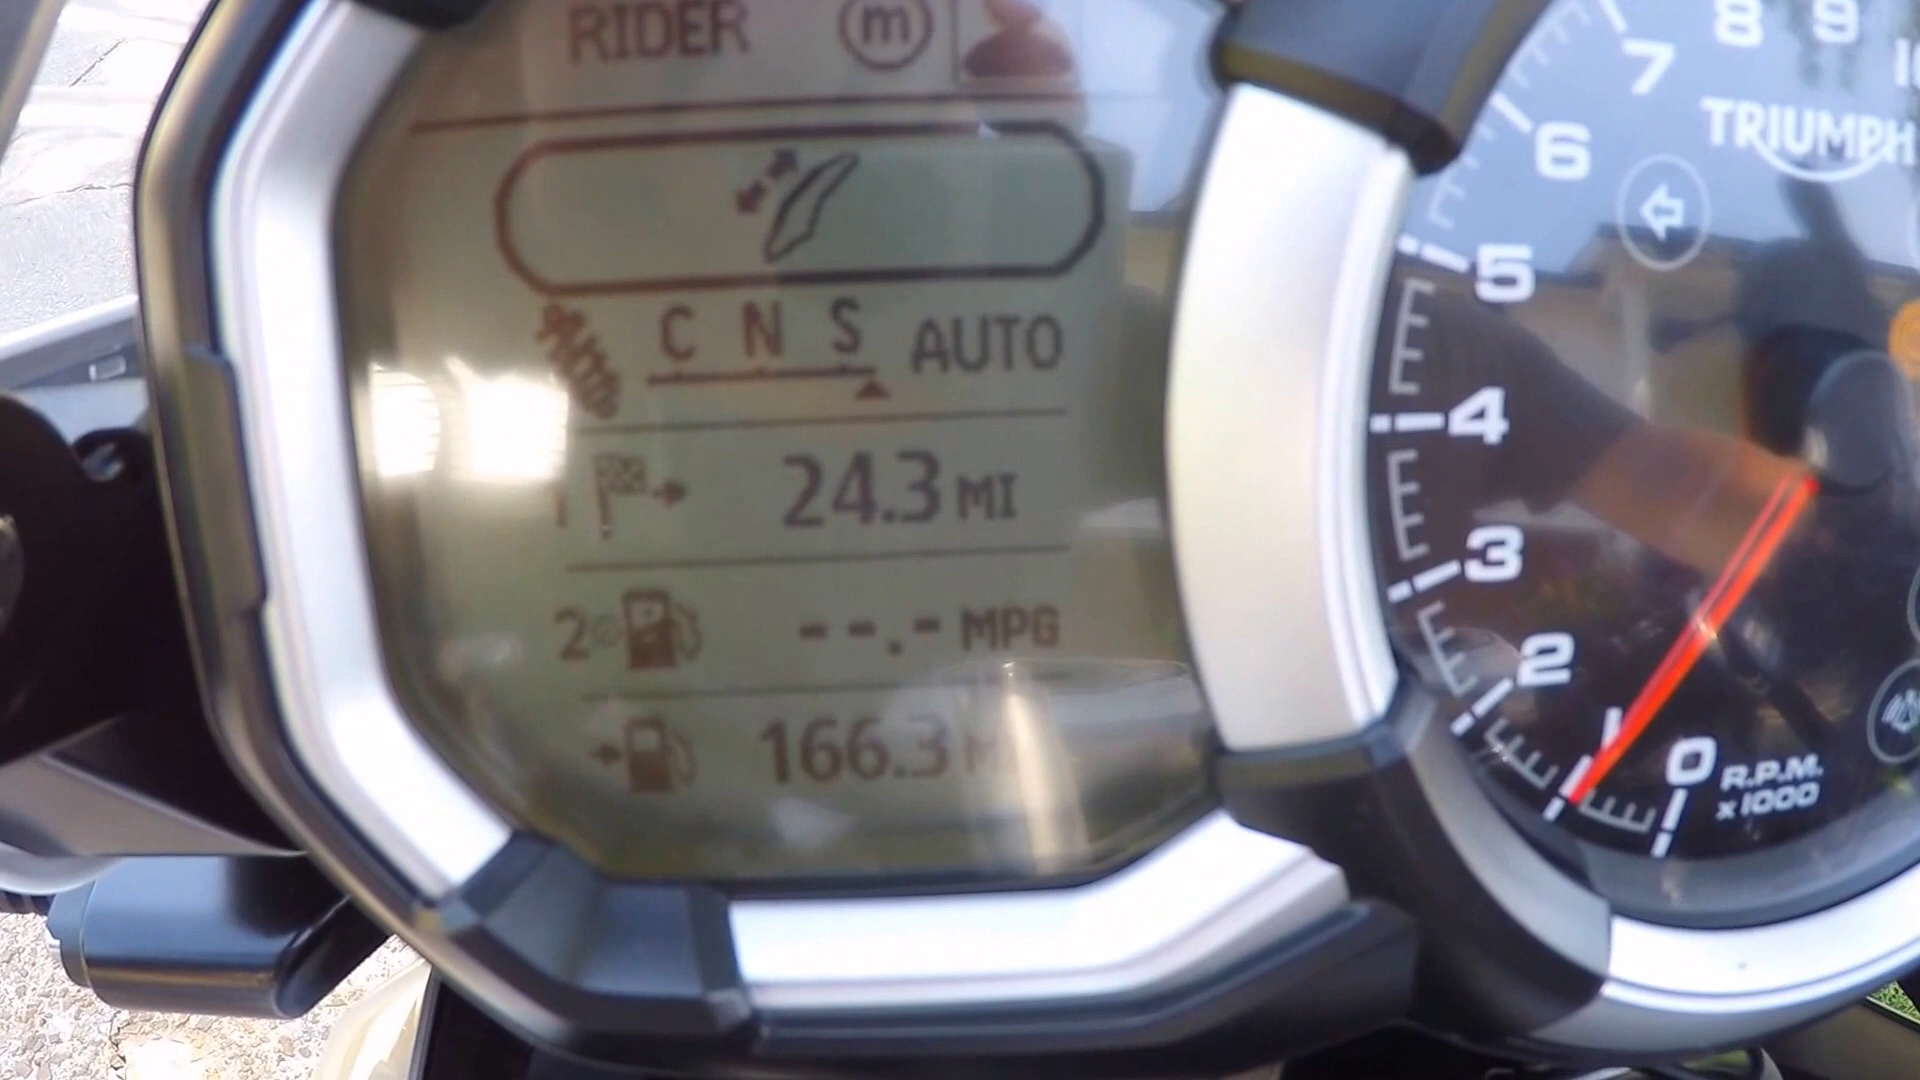 RIDER m
C N S AUTO
1 24.3 MI
2 --.- MPG
166.3 M
8 9
7
TRIUMPH
6
5
4
3
2
1
0 R.P.M.
x1000